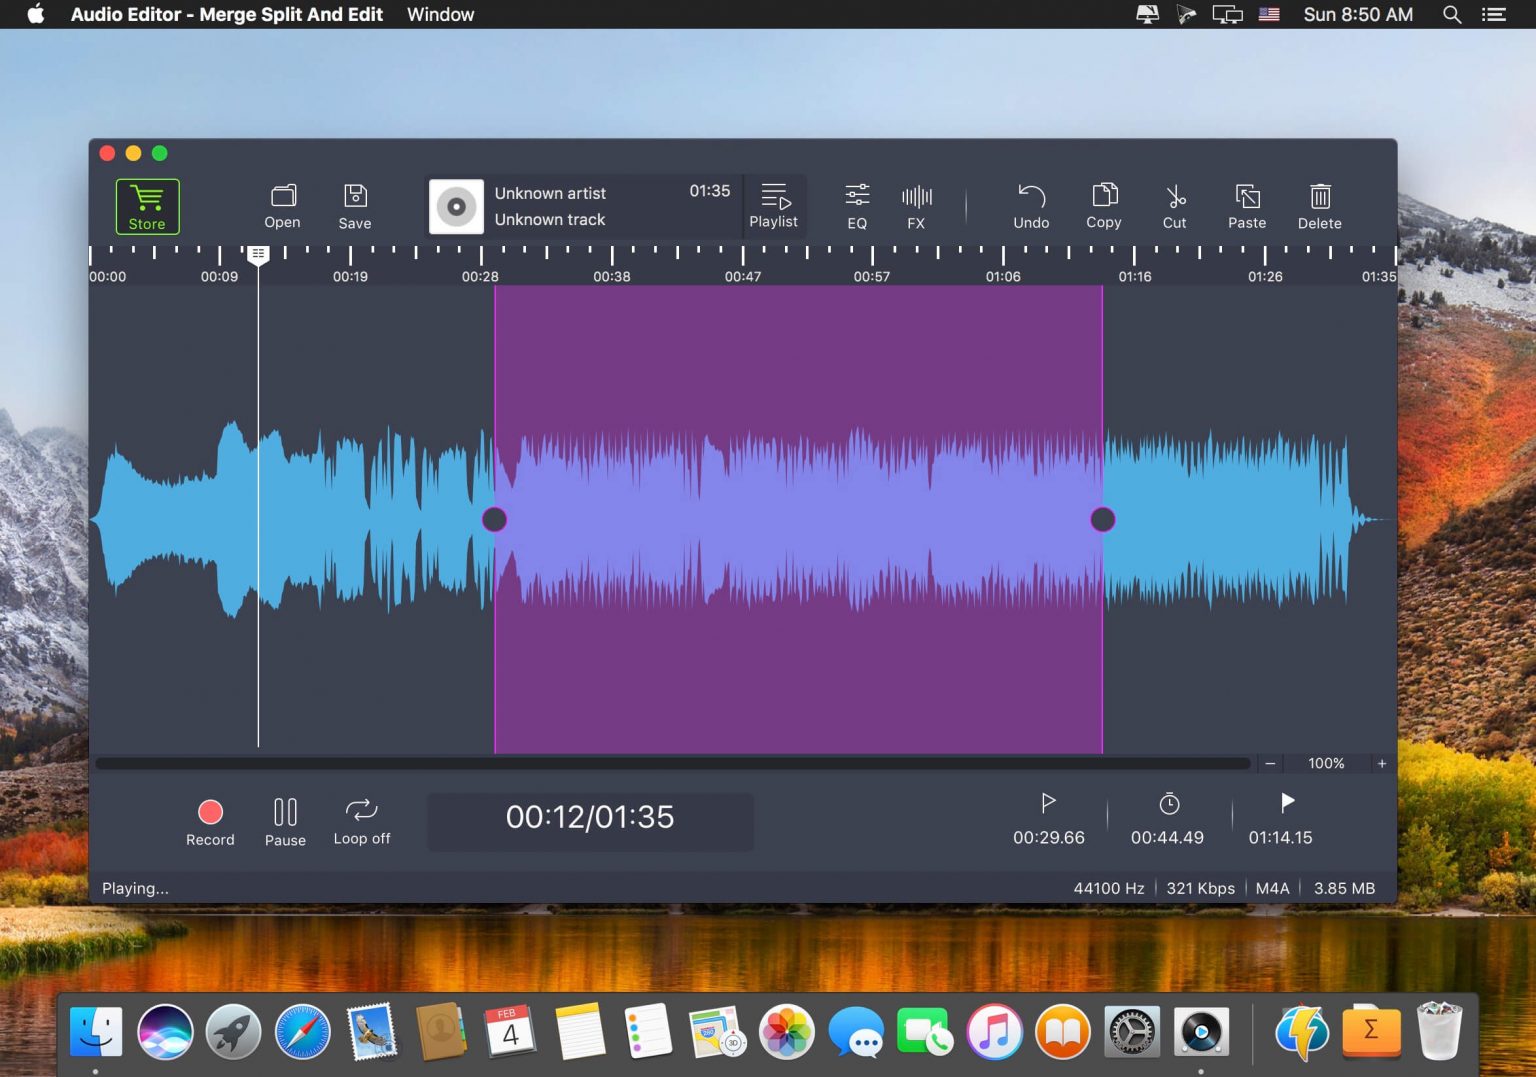 Audio Editor - Merge Split And Edit Window Sun 8:50 AM
Store
Open
Save
Unknown artist
Unknown track
01:35
Playlist
EQ
FX
Undo
Copy
Cut
Paste
Delete
00:00 00:09 00:19 00:28 00:38 00:47 00:57 01:06 01:16 01:26 01:35
100%
Record
Pause
Loop off
00:12/01:35
00:29.66
00:44.49
01:14.15
Playing...
44100 Hz 321 Kbps M4A 3.85 MB
FEB
4
280
3D
Σ